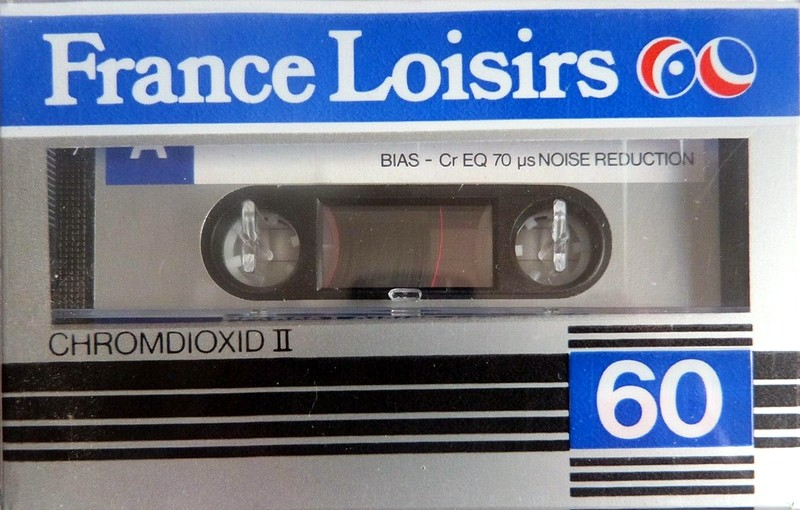 France Loisirs
A
BIAS - Cr EQ 70 µs NOISE REDUCTION
CHROMDIOXID II
60